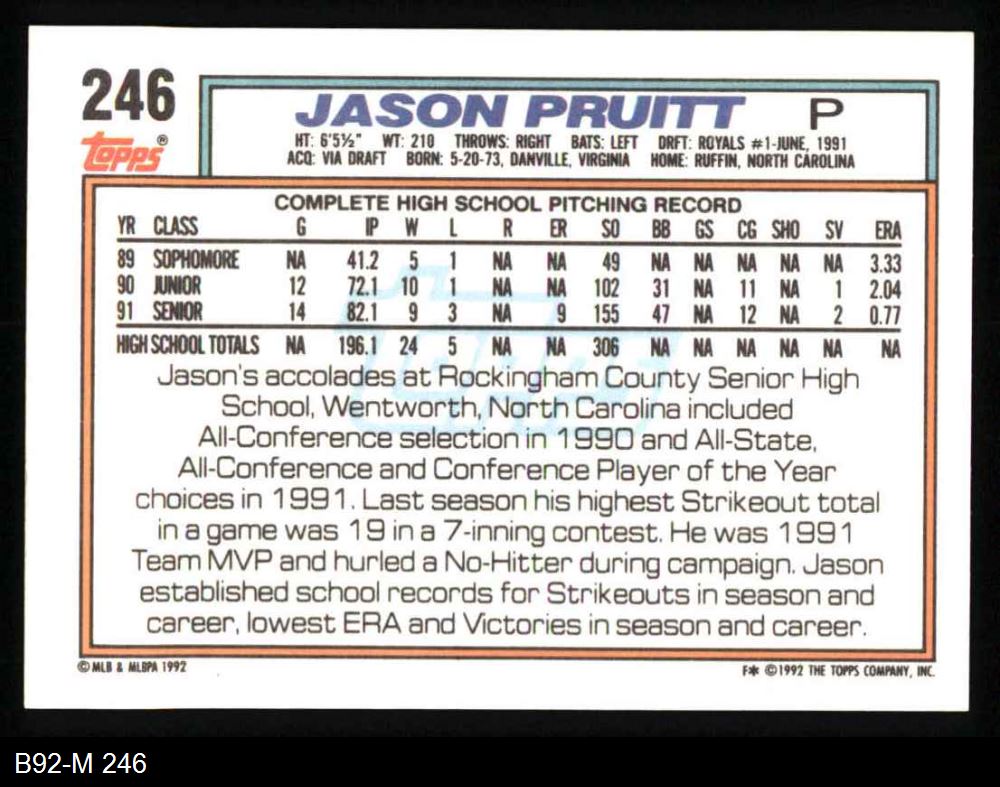 246
JASON PRUITT P
Topps®
HT: 6'5½" WT: 210 THROWS: RIGHT BATS: LEFT DRFT: ROYALS #1-JUNE, 1991
ACQ: VIA DRAFT BORN: 5-20-73, DANVILLE, VIRGINIA HOME: RUFFIN, NORTH CAROLINA
COMPLETE HIGH SCHOOL PITCHING RECORD
YR CLASS G IP W L R ER SO BB GS CG SHO SV ERA
89 SOPHOMORE NA 41.2 5 1 NA NA 49 NA NA NA NA NA 3.33
90 JUNIOR 12 72.1 10 1 NA NA 102 31 NA 11 NA 1 2.04
91 SENIOR 14 82.1 9 3 NA 9 155 47 NA 12 NA 2 0.77
HIGH SCHOOL TOTALS NA 196.1 24 5 NA NA 306 NA NA NA NA NA NA
Jason's accolades at Rockingham County Senior High
School, Wentworth, North Carolina included
All-Conference selection in 1990 and All-State,
All-Conference and Conference Player of the Year
choices in 1991. Last season his highest Strikeout total
in a game was 19 in a 7-inning contest. He was 1991
Team MVP and hurled a No-Hitter during campaign. Jason
established school records for Strikeouts in season and
career, lowest ERA and Victories in season and career.
© MLB & MLBPA 1992
F* ©1992 THE TOPPS COMPANY, INC.
B92-M 246